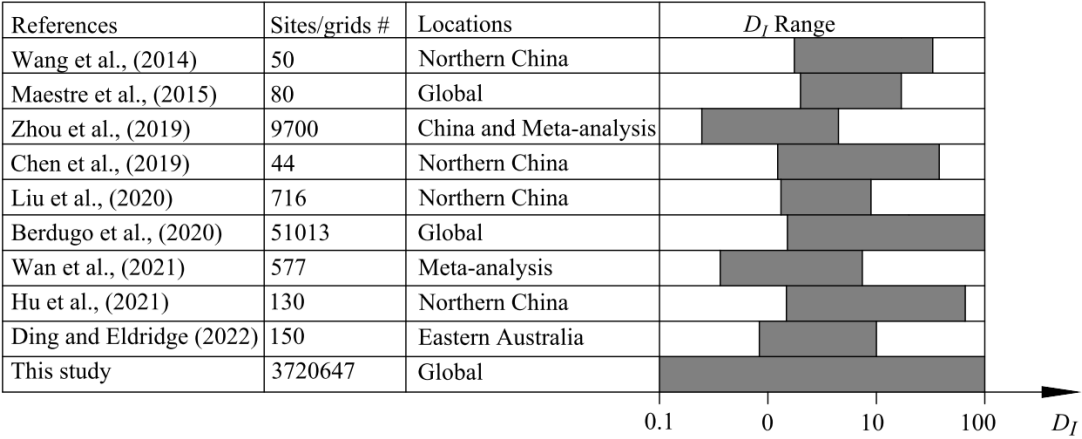 References Sites/grids # Locations D_I Range
Wang et al., (2014) 50 Northern China
Maestre et al., (2015) 80 Global
Zhou et al., (2019) 9700 China and Meta-analysis
Chen et al., (2019) 44 Northern China
Liu et al., (2020) 716 Northern China
Berdugo et al., (2020) 51013 Global
Wan et al., (2021) 577 Meta-analysis
Hu et al., (2021) 130 Northern China
Ding and Eldridge (2022) 150 Eastern Australia
This study 3720647 Global
0.1 0 10 100 D_I